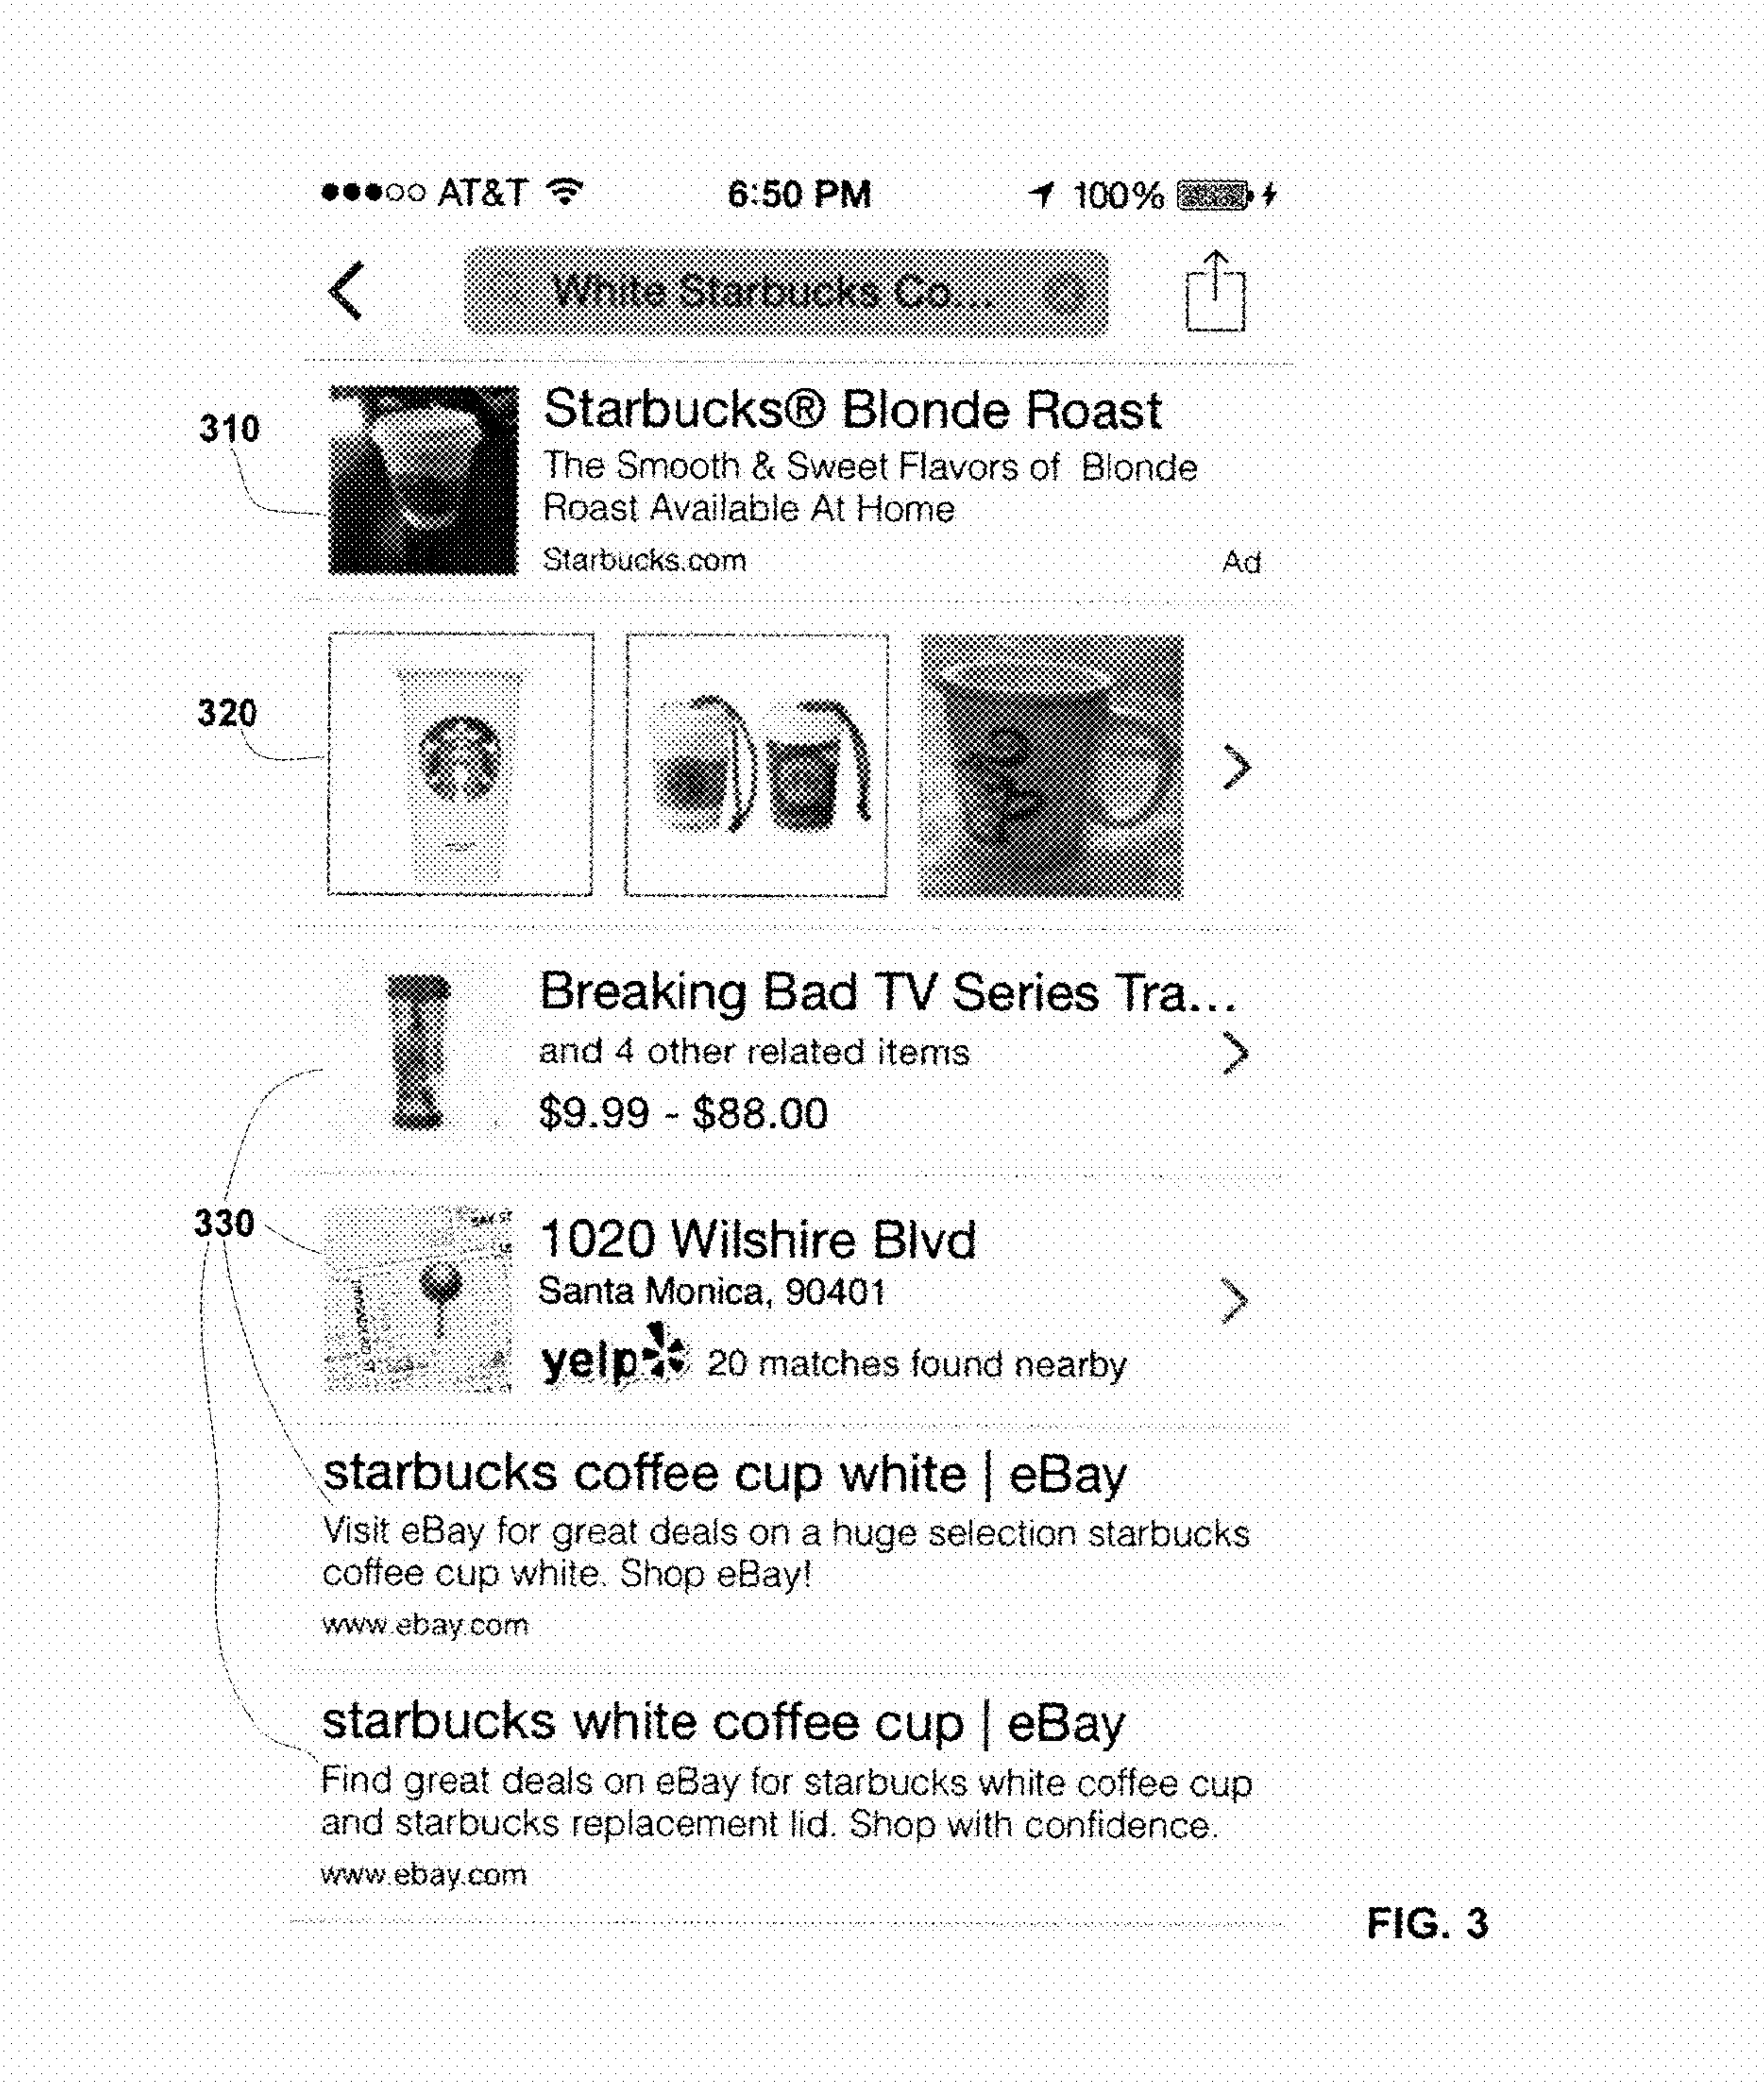 AT&T 6:50 PM 100%
White Starbucks Co...
310
Starbucks® Blonde Roast
The Smooth & Sweet Flavors of Blonde
Roast Available At Home
Starbucks.com Ad
320
Breaking Bad TV Series Tra...
and 4 other related items
$9.99 - $88.00
330
1020 Wilshire Blvd
Santa Monica, 90401
yelp 20 matches found nearby
starbucks coffee cup white | eBay
Visit eBay for great deals on a huge selection starbucks
coffee cup white. Shop eBay!
www.ebay.com
starbucks white coffee cup | eBay
Find great deals on eBay for starbucks white coffee cup
and starbucks replacement lid. Shop with confidence.
www.ebay.com
FIG. 3